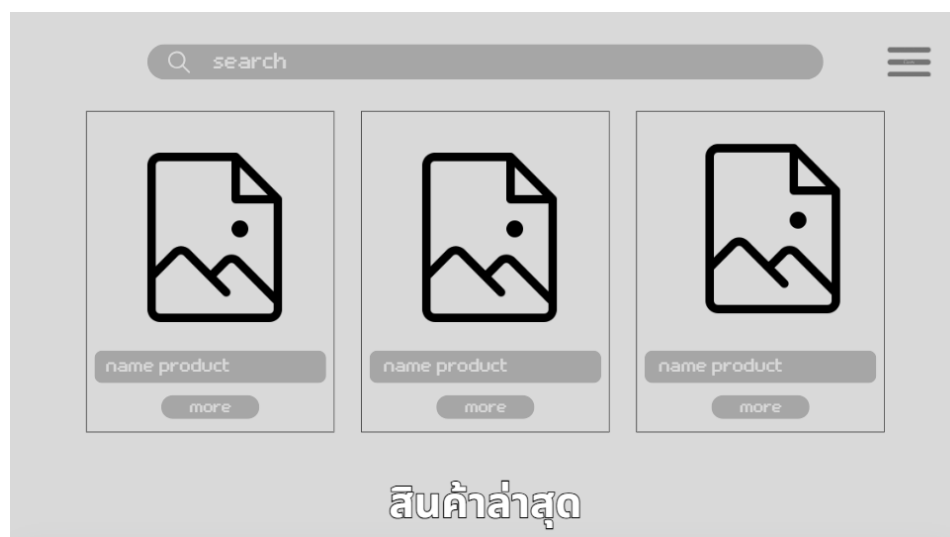 search
name product
name product
name product
more
more
more
สินค้าล่าสุด